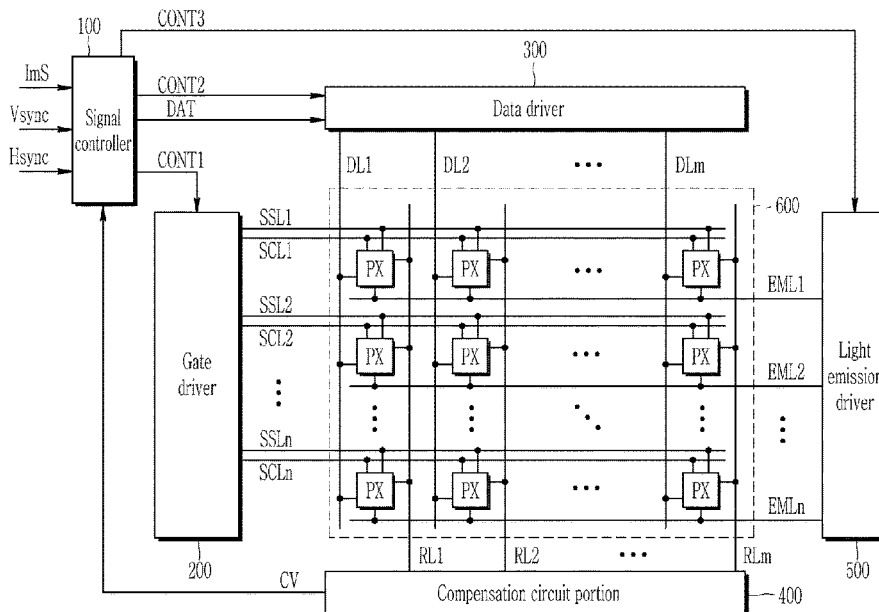 100
CONT3
300
ImS
CONT2
DAT
Data driver
Vsync
Signal
controller
Hsync
CONT1
DL1
DL2
DLm
600
SSL1
SCL1
PX
PX
PX
EML1
SSL2
SCL2
PX
PX
PX
EML2
Gate
driver
Light
emission
driver
SSLn
SCLn
PX
PX
PX
EMLn
200
CV
RL1
RL2
RLm
500
Compensation circuit portion
400